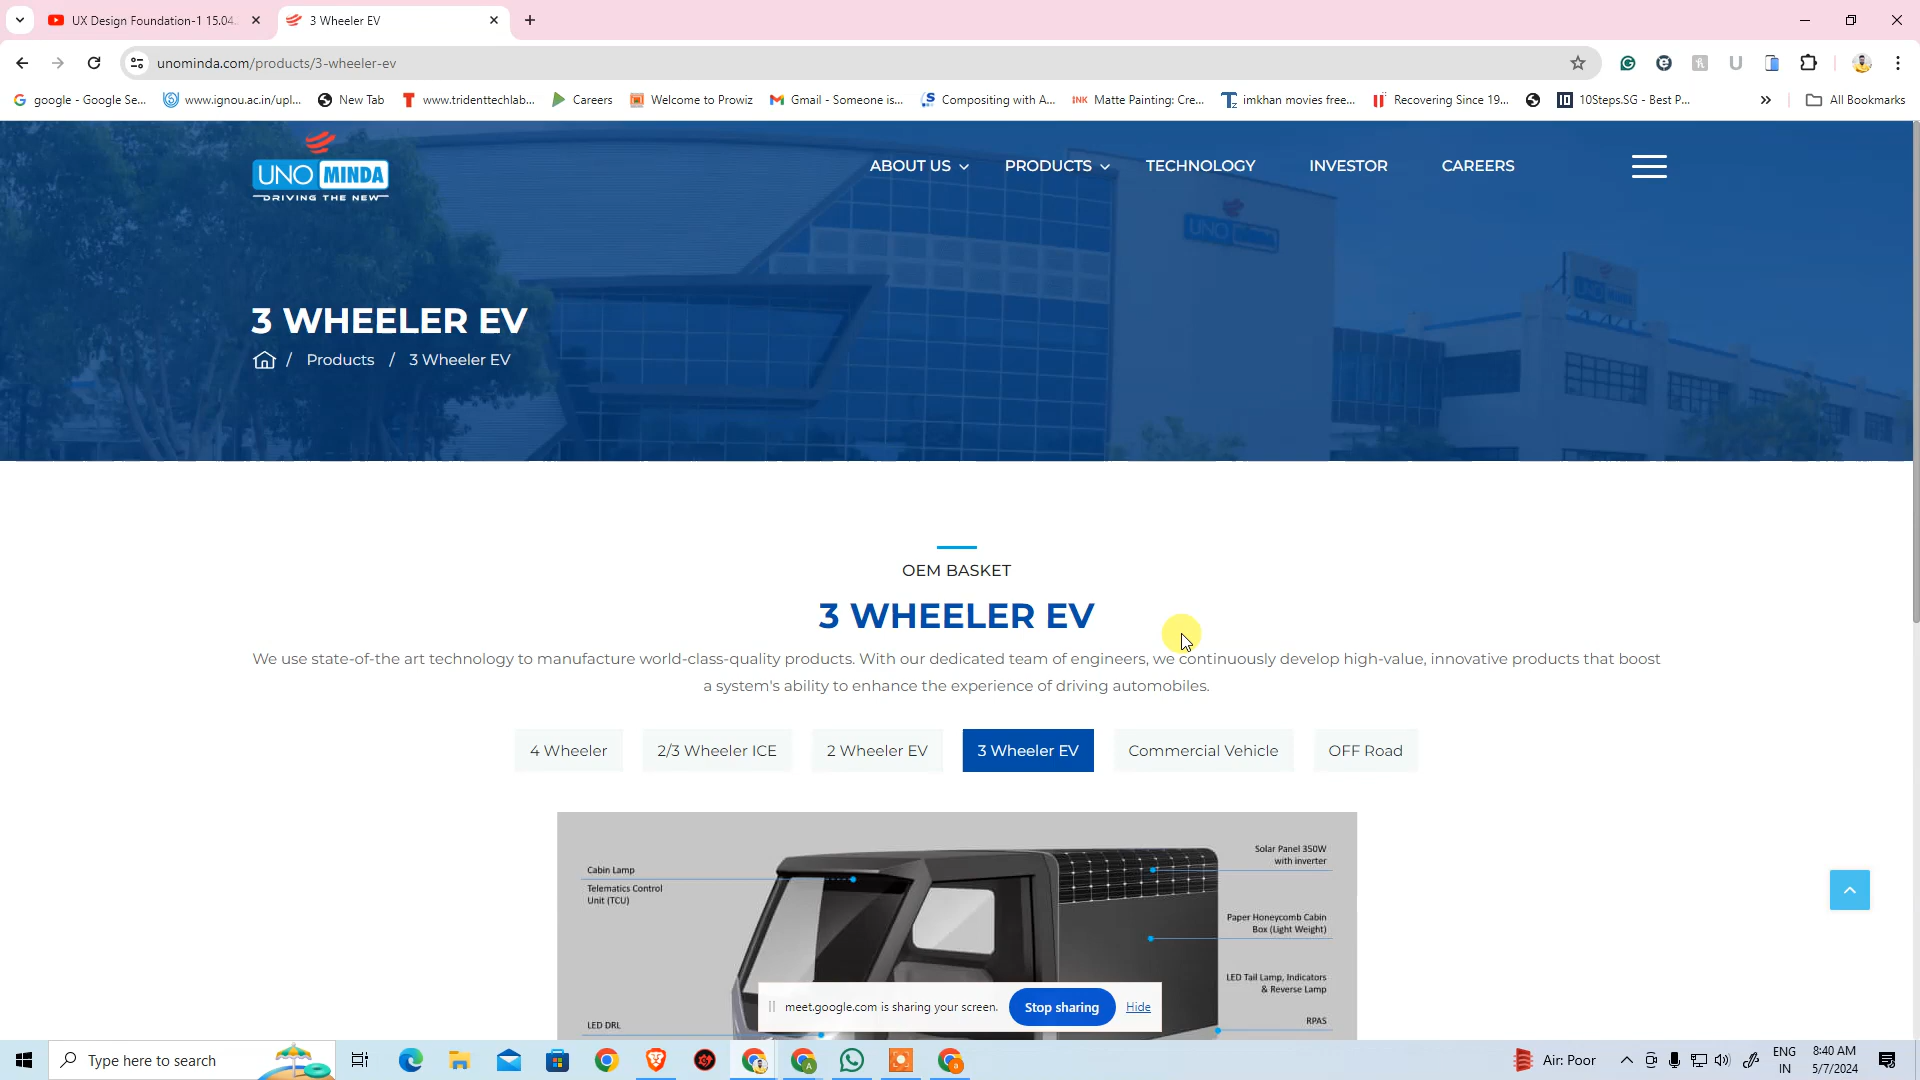 UX Design Foundation-1 15.04.
3 Wheeler EV
unominda.com/products/3-wheeler-ev
google - Google Se...
www.ignou.ac.in/upl...
New Tab
www.tridenttechlab...
Careers
Welcome to Prowiz
Gmail - Someone is...
Compositing with A...
INK Matte Painting: Cre...
imkhan movies free...
Recovering Since 19...
10Steps.SG - Best P...
All Bookmarks
UNO MINDA
DRIVING THE NEW
ABOUT US
PRODUCTS
TECHNOLOGY
INVESTOR
CAREERS
UNO
3 WHEELER EV
/ Products / 3 Wheeler EV
OEM BASKET
3 WHEELER EV
We use state-of-the art technology to manufacture world-class-quality products. With our dedicated team of engineers, we continuously develop high-value, innovative products that boost
a system's ability to enhance the experience of driving automobiles.
4 Wheeler
2/3 Wheeler ICE
2 Wheeler EV
3 Wheeler EV
Commercial Vehicle
OFF Road
Cabin Lamp
Telematics Control
Unit (TCU)
LED DRL
Solar Panel 350W
with inverter
Paper Honeycomb Cabin
Box (Light Weight)
LED Tail Lamp, Indicators
& Reverse Lamp
RPAS
meet.google.com is sharing your screen.
Stop sharing
Hide
Type here to search
Air: Poor
ENG
IN
8:40 AM
5/7/2024